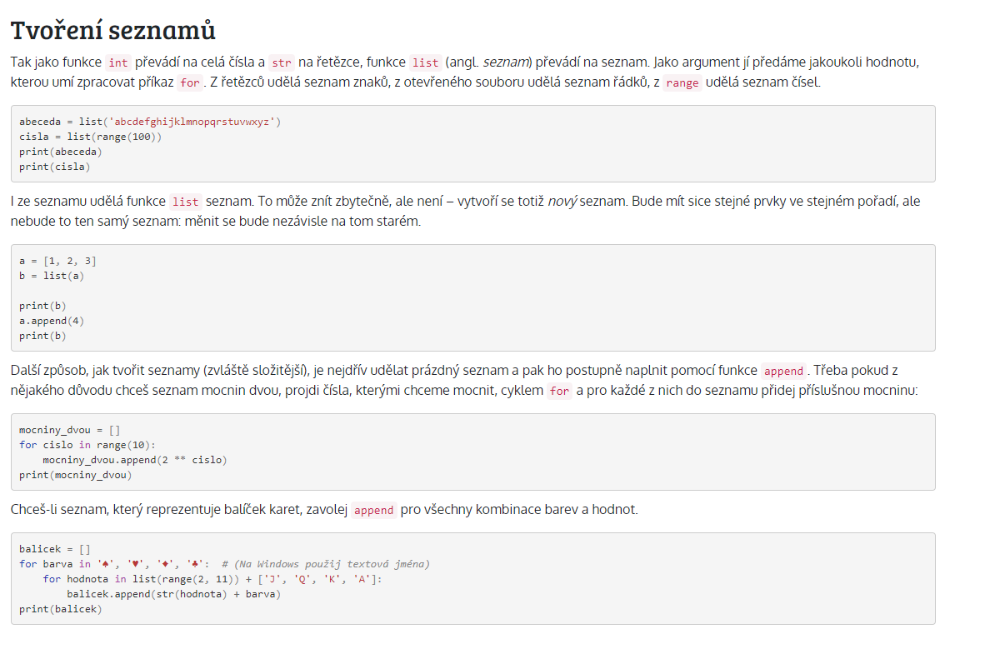 Tvoření seznamů
Tak jako funkce int převádí na celá čísla a str na řetězce, funkce list (angl. seznam) převádí na seznam. Jako argument jí předáme jakoukoli hodnotu,
kterou umí zpracovat příkaz for. Z řetězců udělá seznam znaků, z otevřeného souboru udělá seznam řádků, z range udělá seznam čísel.
abeceda = list('abcdefghijklmnopqrstuvwxyz')
cisla = list(range(100))
print(abeceda)
print(cisla)
I ze seznamu udělá funkce list seznam. To může znít zbytečně, ale není – vytvoří se totiž nový seznam. Bude mít sice stejné prvky ve stejném pořadí, ale
nebude to ten samý seznam: měnit se bude nezávisle na tom starém.
a = [1, 2, 3]
b = list(a)
print(b)
a.append(4)
print(b)
Další způsob, jak tvořit seznamy (zvláště složitější), je nejdřív udělat prázdný seznam a pak ho postupně naplnit pomocí funkce append. Třeba pokud z
nějakého důvodu chceš seznam mocnin dvou, projdi čísla, kterými chceme mocnit, cyklem for a pro každé z nich do seznamu přidej příslušnou mocninu:
mocniny_dvou = []
for cislo in range(10):
    mocniny_dvou.append(2 ** cislo)
print(mocniny_dvou)
Chceš-li seznam, který reprezentuje balíček karet, zavolej append pro všechny kombinace barev a hodnot.
balicek = []
for barva in '♠', '♥', '♦', '♣':  # (Na Windows použij textová jména)
    for hodnota in list(range(2, 11)) + ['J', 'Q', 'K', 'A']:
        balicek.append(str(hodnota) + barva)
print(balicek)